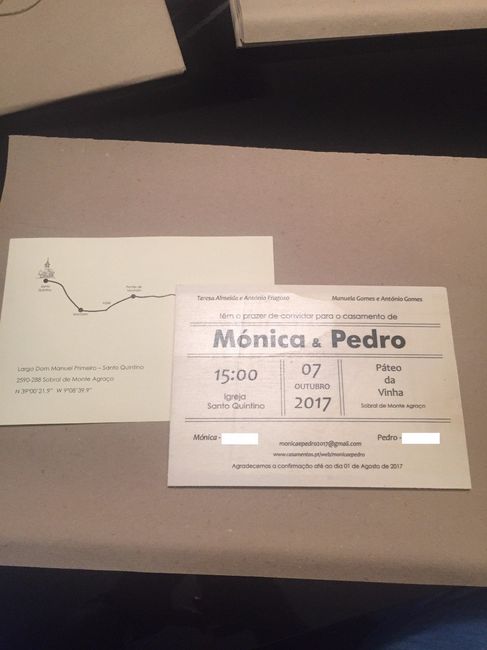 Santo
Quintino
Largo Dom Manuel Primeiro – Santo Quintino
2590-288 Sobral de Monte Agraço
N 39°00'21.9" W 9°08'39.9"
Teresa Almeida e António Fragoso Manuela Gomes e António Gomes
têm o prazer de convidar para o casamento de
Mónica & Pedro
15:00
Igreja
Santo Quintino
07
OUTUBRO
2017
Páteo
da
Vinha
Sobral de Monte Agraço
Mónica - Pedro -
monicaepedro2017@gmail.com
www.casamentos.pt/web/monicaepedro
Agradecemos a confirmação até ao dia 01 de Agosto de 2017